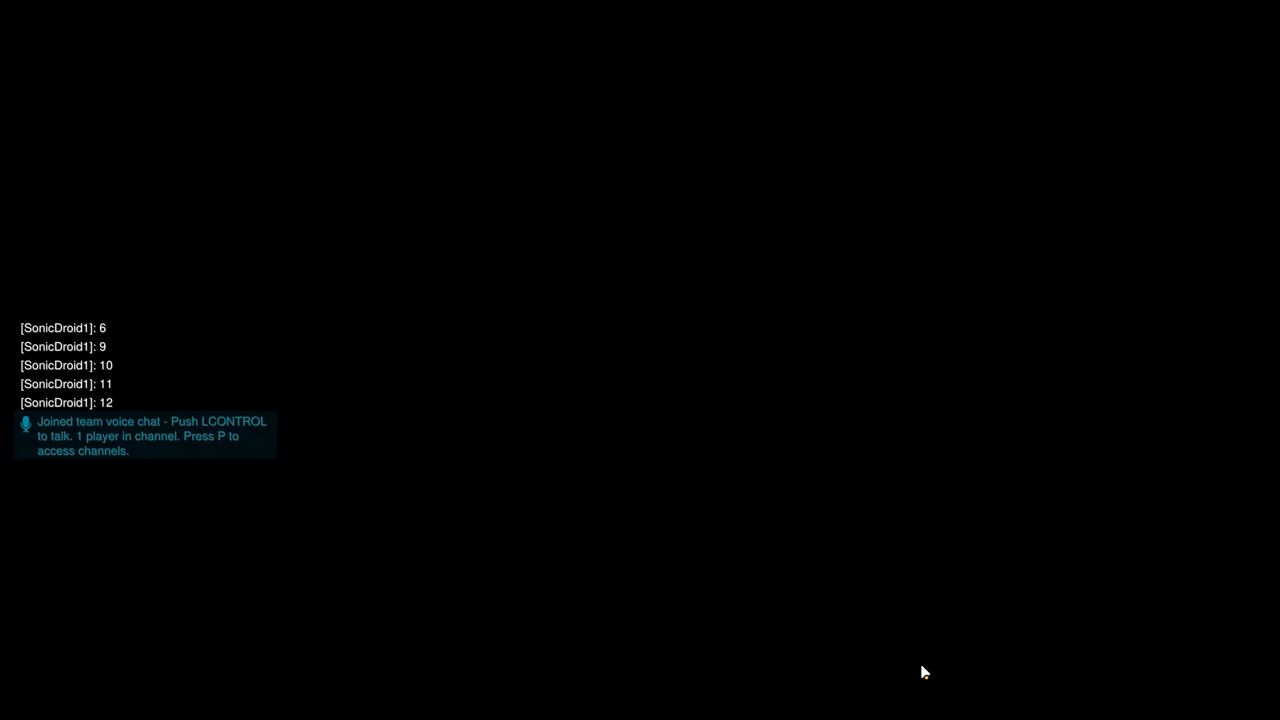 [SonicDroid1]: 6
[SonicDroid1]: 9
[SonicDroid1]: 10
[SonicDroid1]: 11
[SonicDroid1]: 12
Joined team voice chat - Push LCONTROL
to talk. 1 player in channel. Press P to
access channels.